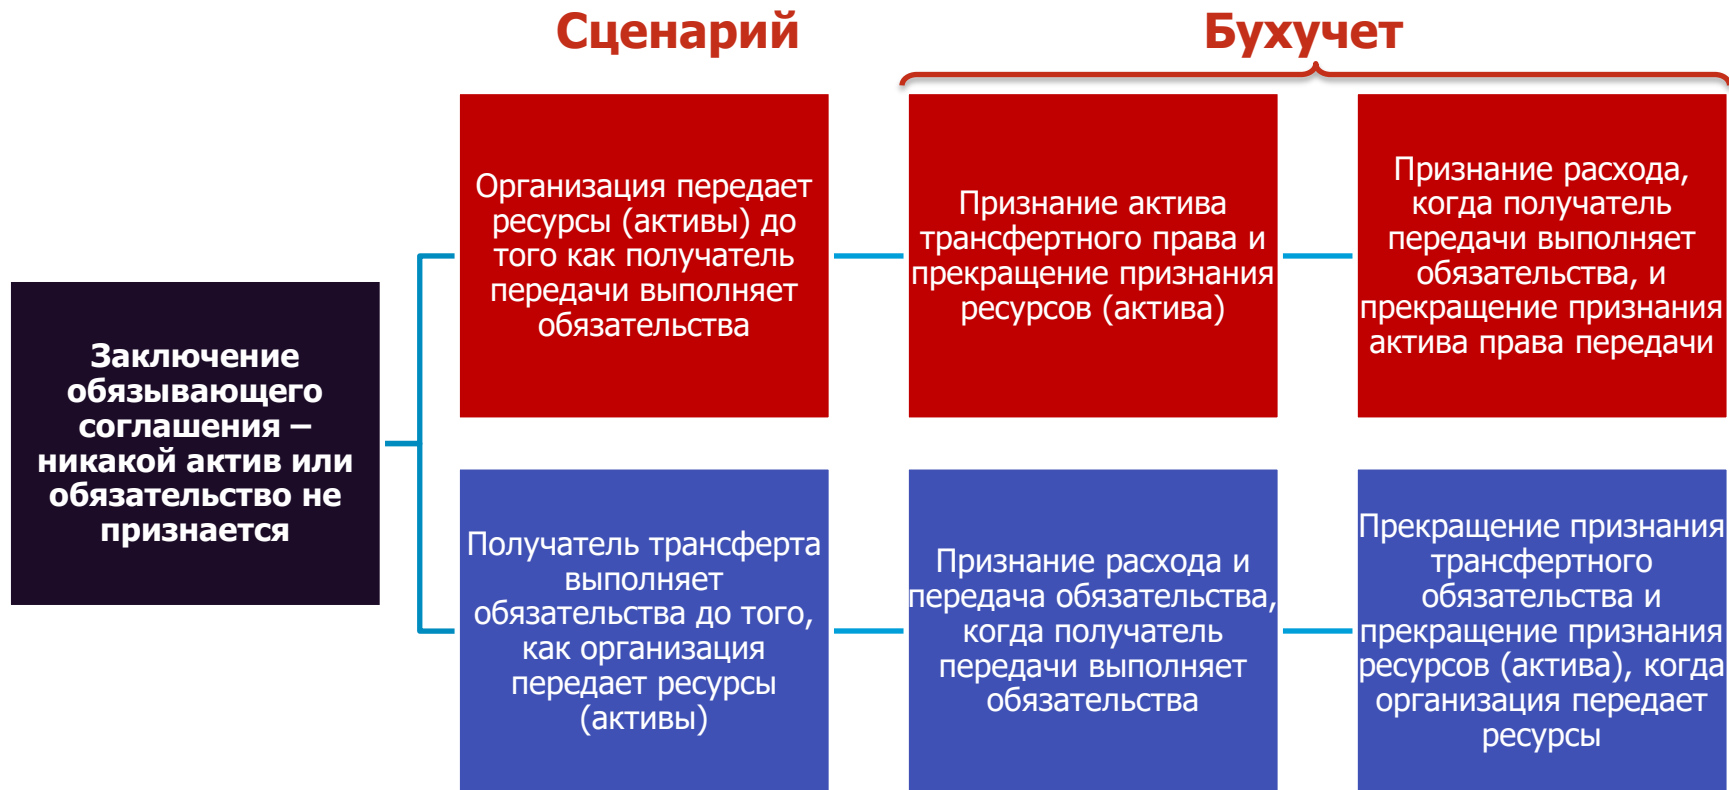 Сценарий
Бухучет
Заключение
обязывающего
соглашения –
никакой актив или
обязательство не
признается
Организация передает
ресурсы (активы) до
того как получатель
передачи выполняет
обязательства
Признание актива
трансфертного права и
прекращение признания
ресурсов (актива)
Признание расхода,
когда получатель
передачи выполняет
обязательства, и
прекращение признания
актива права передачи
Получатель трансферта
выполняет
обязательства до того,
как организация
передает ресурсы
(активы)
Признание расхода и
передача обязательства,
когда получатель
передачи выполняет
обязательства
Прекращение признания
трансфертного
обязательства и
прекращение признания
ресурсов (актива), когда
организация передает
ресурсы